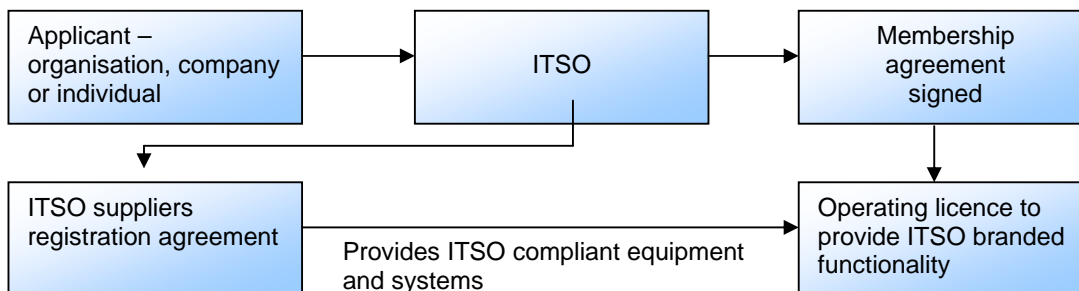 Applicant –
organisation, company
or individual
ITSO
Membership
agreement
signed
ITSO suppliers
registration agreement
Provides ITSO compliant equipment
and systems
Operating licence to
provide ITSO branded
functionality